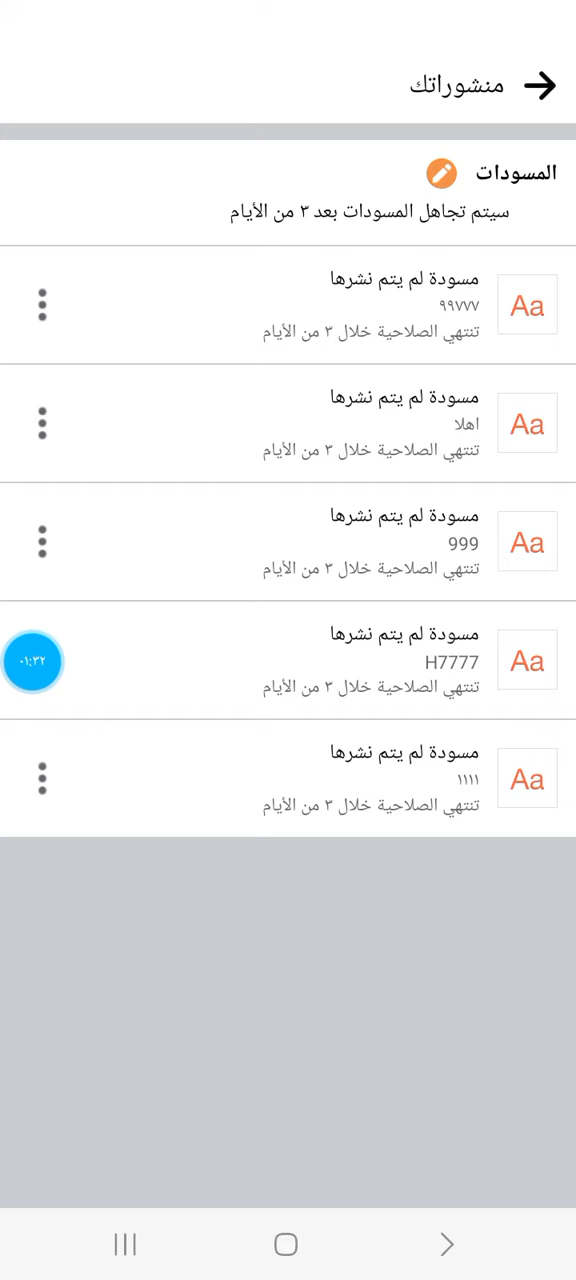 منشوراتك
المسودات
سيتم تجاهل المسودات بعد ٣ من الأيام
مسودة لم يتم نشرها
٩٩٧٧٧
تنتهي الصلاحية خلال ٣ من الأيام
Aa
مسودة لم يتم نشرها
اهلا
تنتهي الصلاحية خلال ٣ من الأيام
Aa
مسودة لم يتم نشرها
999
تنتهي الصلاحية خلال ٣ من الأيام
Aa
مسودة لم يتم نشرها
H7777
تنتهي الصلاحية خلال ٣ من الأيام
Aa
٠١:٣٢
مسودة لم يتم نشرها
١١١١
تنتهي الصلاحية خلال ٣ من الأيام
Aa